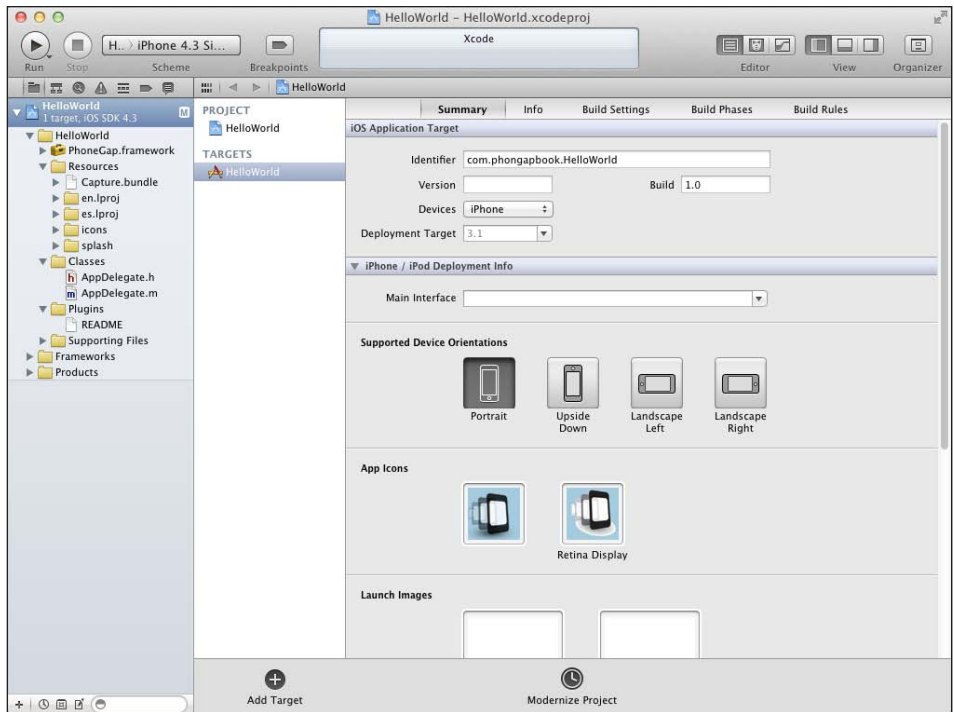 HelloWorld – HelloWorld.xcodeproj
H.. › iPhone 4.3 Si...
Xcode
Run Stop Scheme Breakpoints Editor View Organizer
HelloWorld
HelloWorld
1 target, iOS SDK 4.3
M
HelloWorld
PhoneGap.framework
Resources
Capture.bundle
en.lproj
es.lproj
icons
splash
Classes
h AppDelegate.h
m AppDelegate.m
Plugins
README
Supporting Files
Frameworks
Products
PROJECT
HelloWorld
TARGETS
HelloWorld
Summary Info Build Settings Build Phases Build Rules
iOS Application Target
Identifier com.phongapbook.HelloWorld
Version Build 1.0
Devices iPhone
Deployment Target 3.1
iPhone / iPod Deployment Info
Main Interface
Supported Device Orientations
Portrait
Upside Down
Landscape Left
Landscape Right
App Icons
Retina Display
Launch Images
Add Target Modernize Project